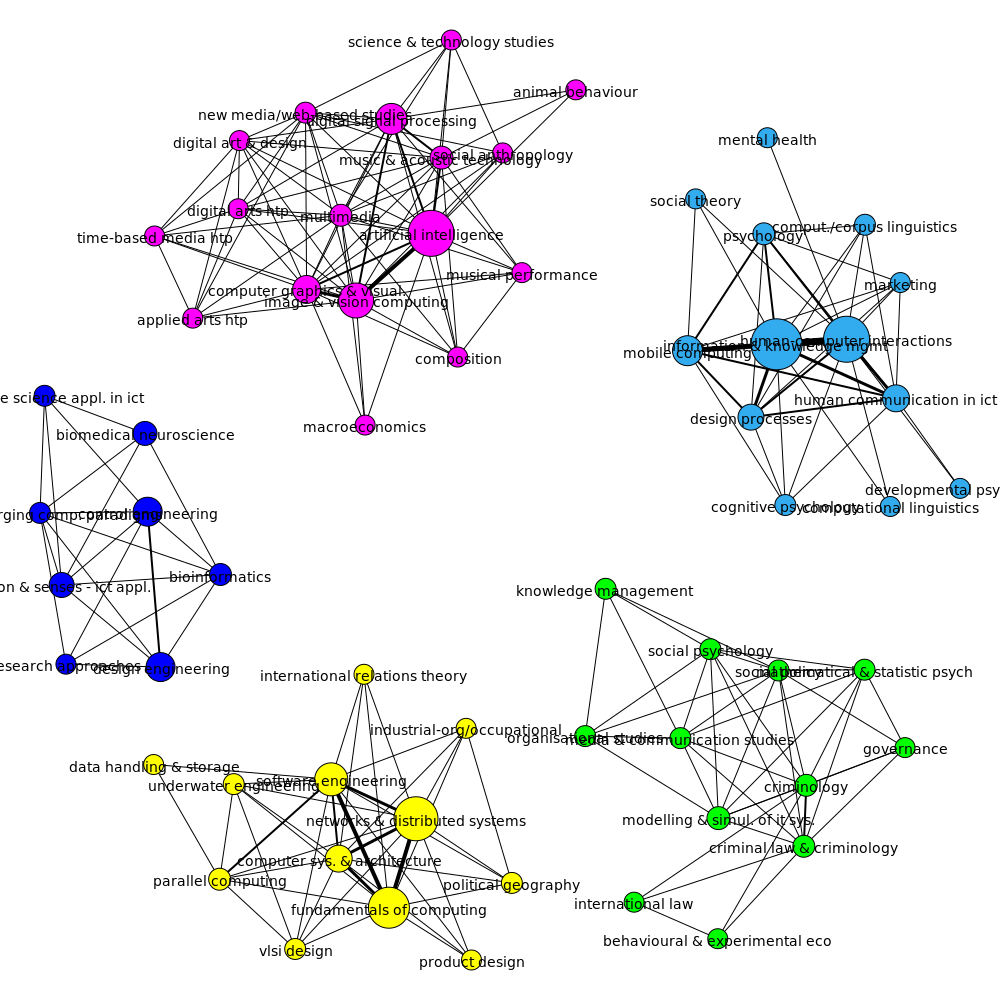 science & technology studies
animal behaviour
new media/web-based studies
digital signal processing
digital art & design
music & acoustic technology
social anthropology
digital arts htp
multimedia
time-based media htp
artificial intelligence
musical performance
computer graphics & visual.
image & vision computing
applied arts htp
composition
macroeconomics
mental health
social theory
psychology
comput./corpus linguistics
marketing
human-computer interactions
information & knowledge mgmt
mobile computing
human communication in ict
design processes
developmental psy
cognitive psychology
computational linguistics
e science appl. in ict
biomedical neuroscience
rging comp. paradigms
control engineering
bioinformatics
on & senses - ict appl.
esearch approaches
design engineering
knowledge management
social psychology
social policy
mathematical & statistic psych
organisational studies
media & communication studies
governance
criminology
modelling & simul. of it sys.
criminal law & criminology
international law
behavioural & experimental eco
international relations theory
industrial-org/occupational
data handling & storage
software engineering
underwater engineering
networks & distributed systems
computer sys. & architecture
parallel computing
political geography
fundamentals of computing
vlsi design
product design